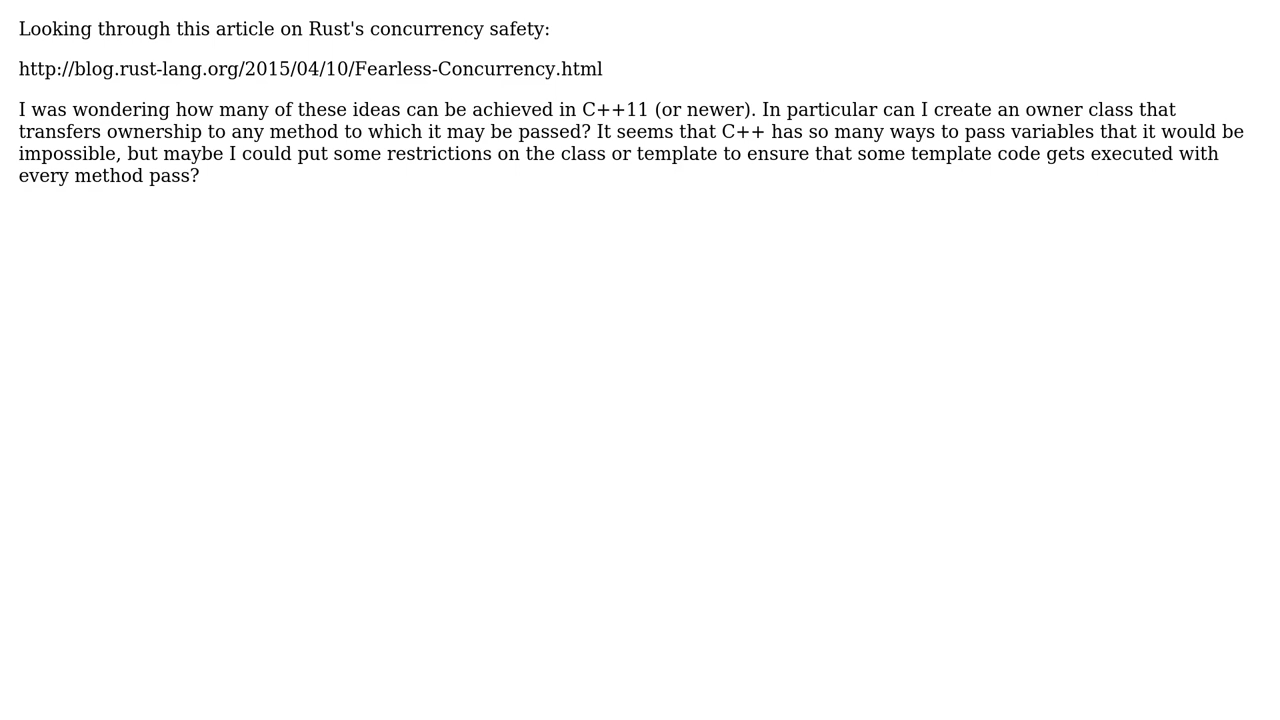 Looking through this article on Rust's concurrency safety:
http://blog.rust-lang.org/2015/04/10/Fearless-Concurrency.html
I was wondering how many of these ideas can be achieved in C++11 (or newer). In particular can I create an owner class that
transfers ownership to any method to which it may be passed? It seems that C++ has so many ways to pass variables that it would be
impossible, but maybe I could put some restrictions on the class or template to ensure that some template code gets executed with
every method pass?